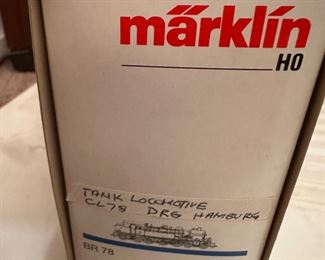 märklin
HO
TANK LOCOMOTIVE
CL78 DRG HAMBURG
BR 78